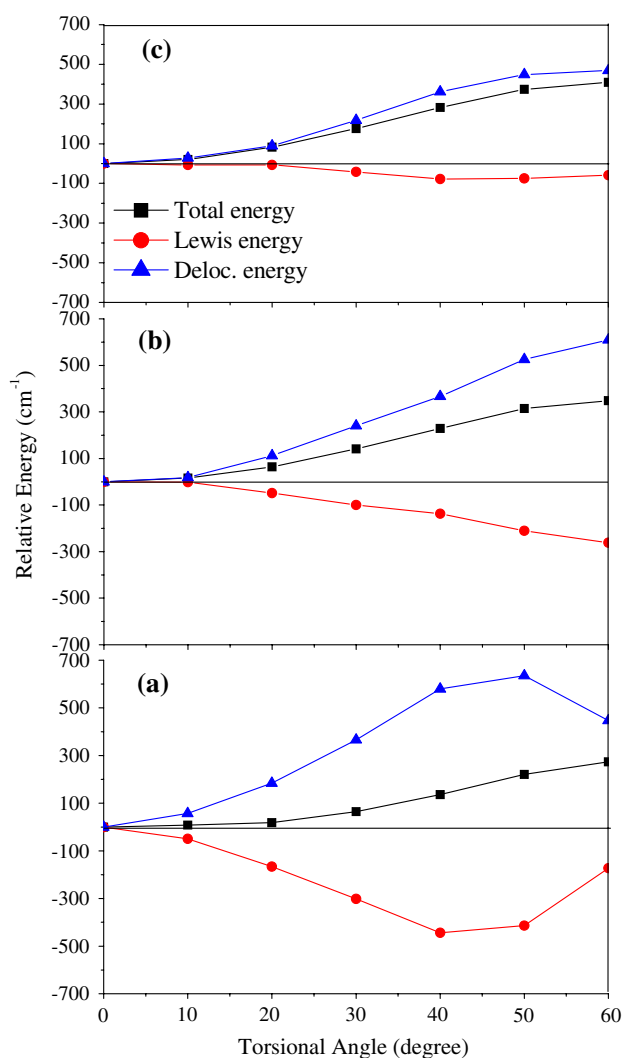 700
(c)
500
300
100
-100
-300
-500
-700
Total energy
Lewis energy
Deloc. energy
700
(b)
500
300
100
-100
-300
-500
-700
Relative Energy (cm-1)
700
(a)
500
300
100
-100
-300
-500
-700
0 10 20 30 40 50 60
Torsional Angle (degree)